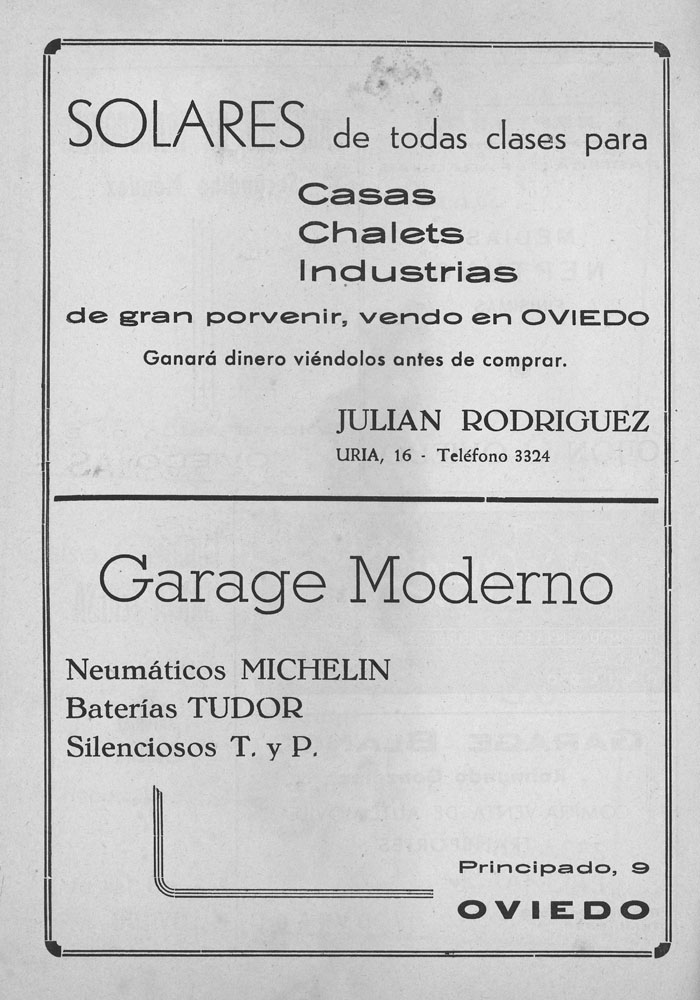 SOLARES de todas clases para
Casas
Chalets
Industrias
de gran porvenir, vendo en OVIEDO
Ganará dinero viéndolos antes de comprar.
JULIAN RODRIGUEZ
URIA, 16 - Teléfono 3324
Garage Moderno
Neumáticos MICHELIN
Baterías TUDOR
Silenciosos T. y P.
Principado, 9
OVIEDO